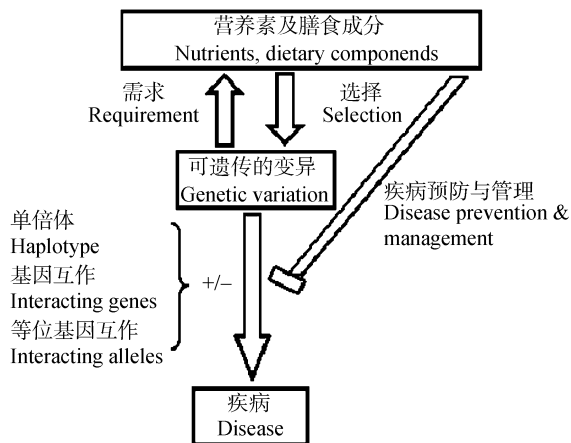 营养素及膳食成分
Nutrients, dietary componends
需求
Requirement
选择
Selection
可遗传的变异
Genetic variation
疾病预防与管理
Disease prevention &
management
单倍体
Haplotype
基因互作
Interacting genes
等位基因互作
Interacting alleles
+/–
疾病
Disease